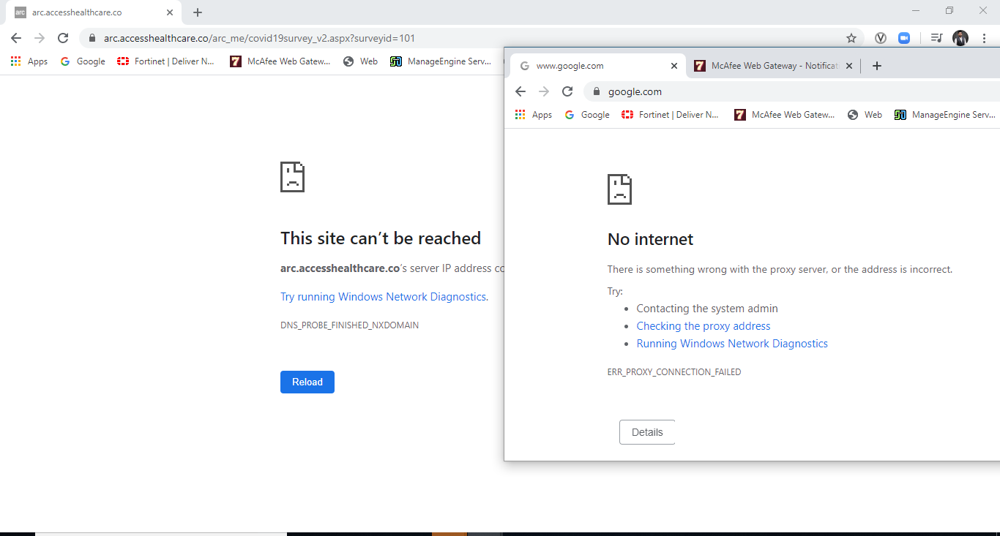 arc arc.accesshealthcare.co
arc.accesshealthcare.co/arc_me/covid19survey_v2.aspx?surveyid=101
Apps Google Fortinet | Deliver N... McAfee Web Gatew... Web ManageEngine Serv...
This site can't be reached
arc.accesshealthcare.co's server IP address co
Try running Windows Network Diagnostics.
DNS_PROBE_FINISHED_NXDOMAIN
Reload
www.google.com McAfee Web Gateway - Notificat
google.com
Apps Google Fortinet | Deliver N... McAfee Web Gatew... Web ManageEngine Serv...
No internet
There is something wrong with the proxy server, or the address is incorrect.
Try:
• Contacting the system admin
• Checking the proxy address
• Running Windows Network Diagnostics
ERR_PROXY_CONNECTION_FAILED
Details